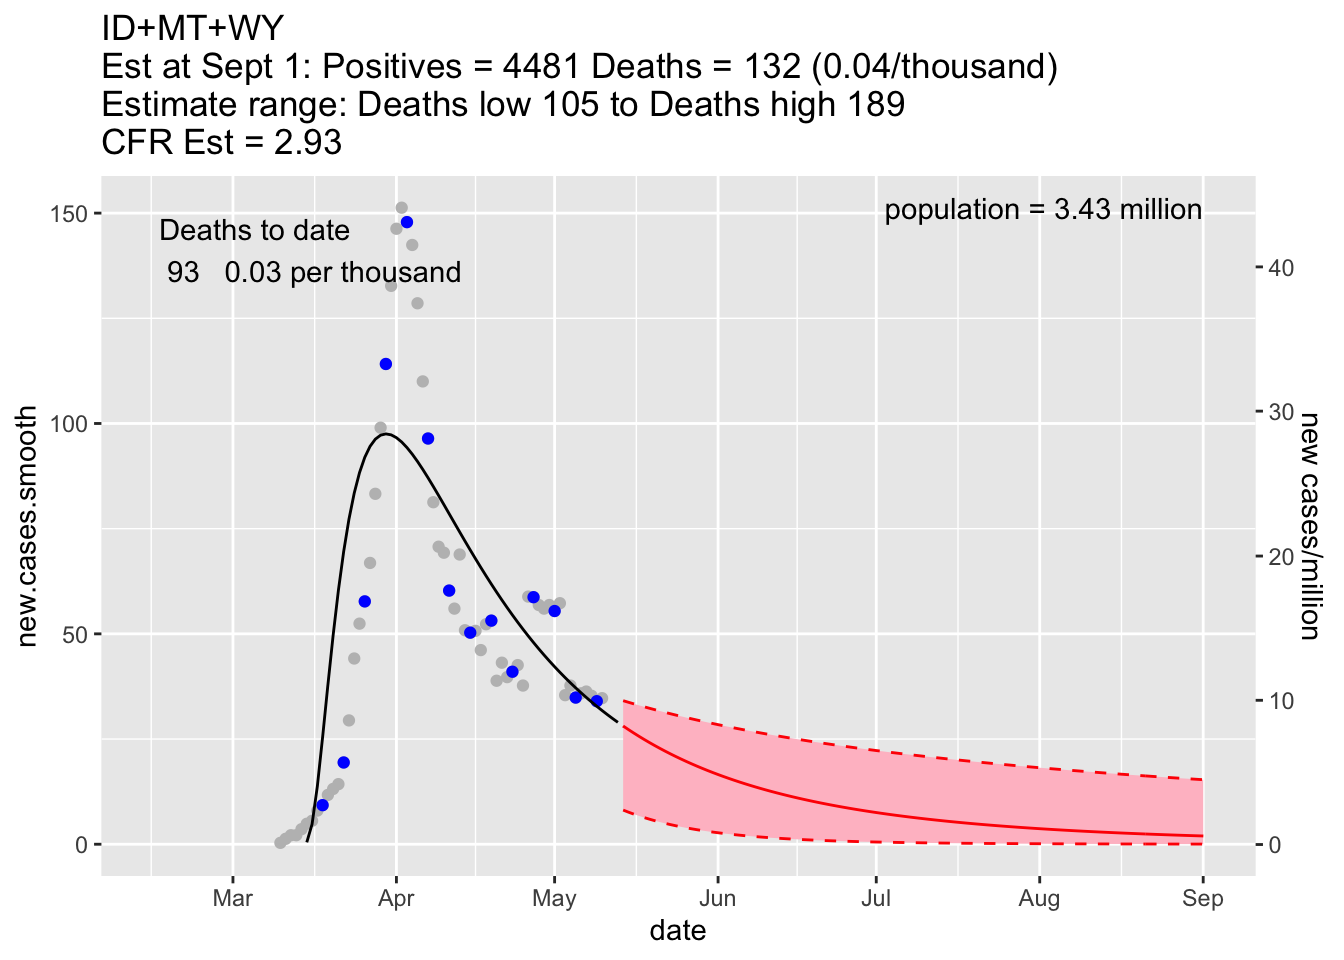 ID+MT+WY
Est at Sept 1: Positives = 4481 Deaths = 132 (0.04/thousand)
Estimate range: Deaths low 105 to Deaths high 189
CFR Est = 2.93
Deaths to date
93 0.03 per thousand
population = 3.43 million
new.cases.smooth
150
100
50
0
40
30
20
10
0
new cases/million
Mar Apr May Jun Jul Aug Sep
date